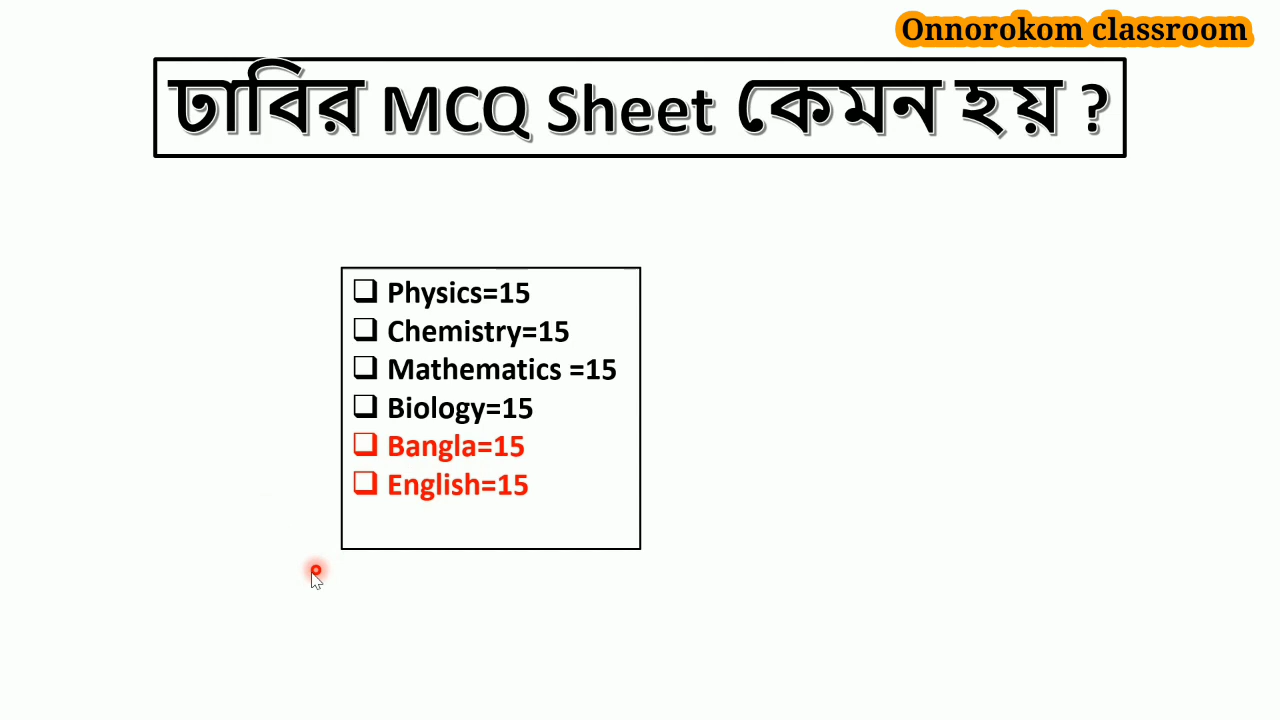 Onnorokom classroom
ঢাবির MCQ Sheet কেমন হয় ?
Physics=15
Chemistry=15
Mathematics =15
Biology=15
Bangla=15
English=15